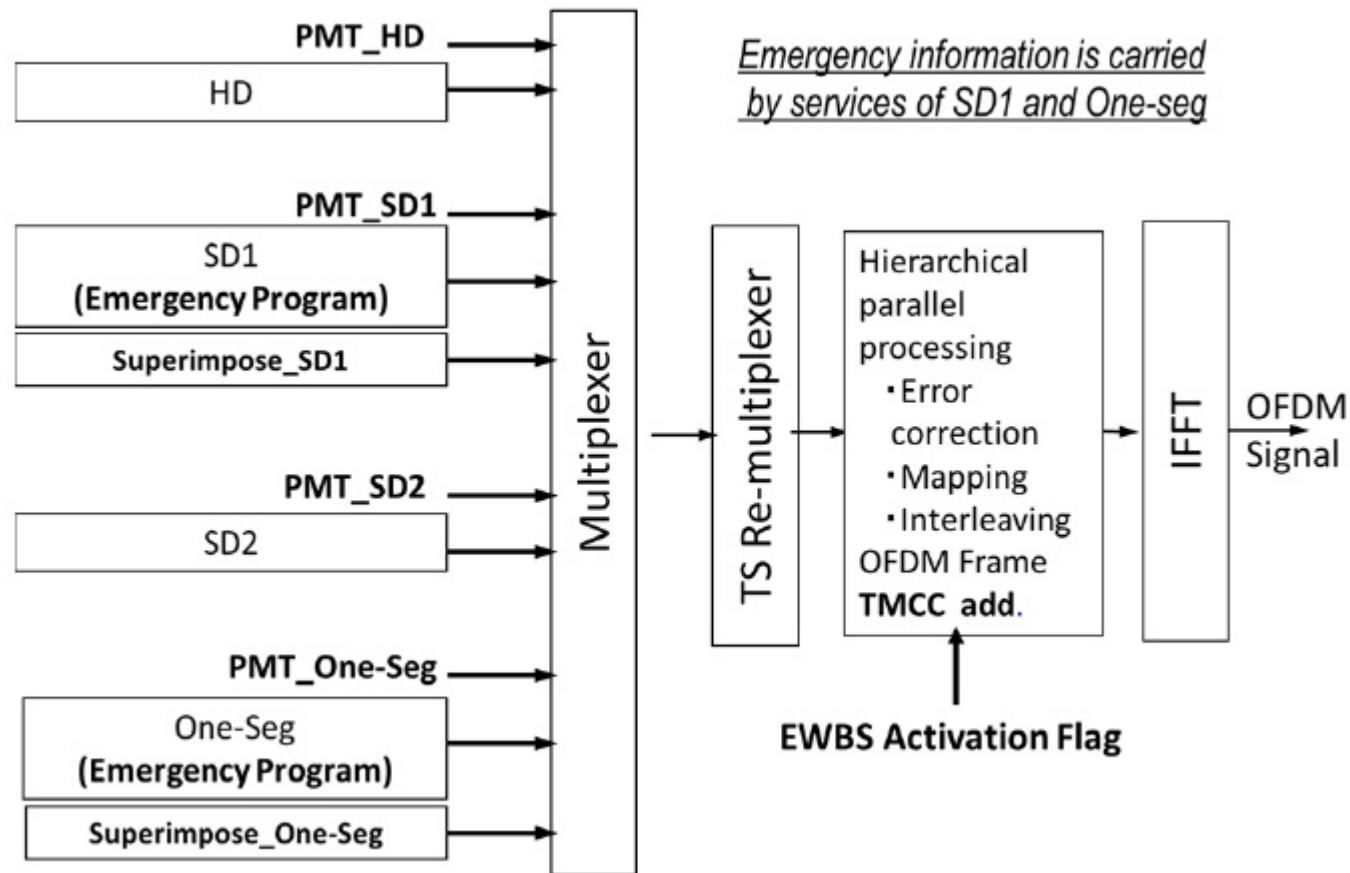 PMT_HD
HD
PMT_SD1
SD1
(Emergency Program)
Superimpose_SD1
PMT_SD2
SD2
PMT_One-Seg
One-Seg
(Emergency Program)
Superimpose_One-Seg
Multiplexer
Emergency information is carried
by services of SD1 and One-seg
TS Re-multiplexer
Hierarchical
parallel
processing
・Error
correction
・Mapping
・Interleaving
OFDM Frame
TMCC add.
EWBS Activation Flag
IFFT
OFDM
Signal